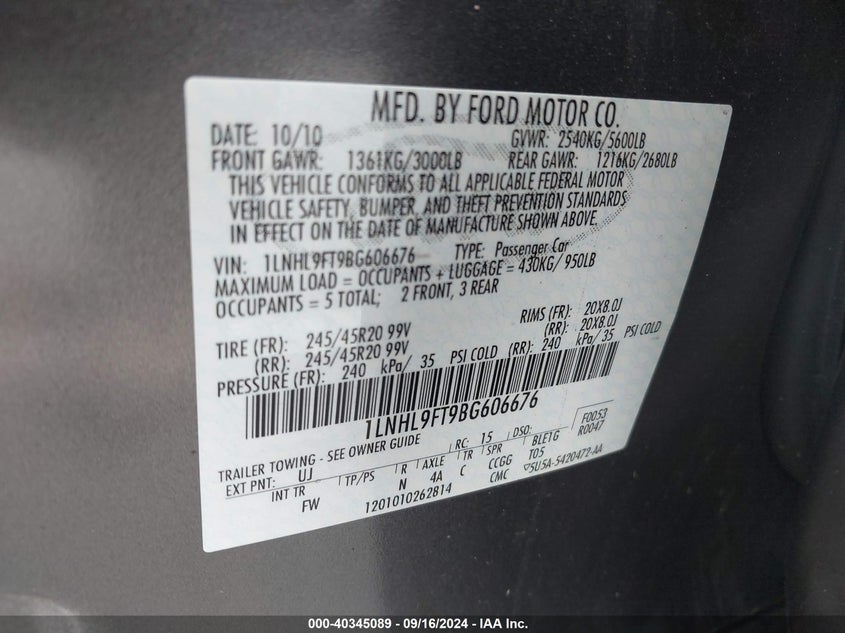 MFD. BY FORD MOTOR CO.
DATE: 10/10 GVWR: 2540KG/5600LB
FRONT GAWR: 1361KG/3000LB REAR GAWR: 1216KG/2680LB
THIS VEHICLE CONFORMS TO ALL APPLICABLE FEDERAL MOTOR
VEHICLE SAFETY, BUMPER, AND THEFT PREVENTION STANDARDS
IN EFFECT ON THE DATE OF MANUFACTURE SHOWN ABOVE.
VIN: 1LNHL9FT9BG606676 TYPE: Passenger Car
MAXIMUM LOAD = OCCUPANTS + LUGGAGE = 430KG/ 950LB
OCCUPANTS = 5 TOTAL; 2 FRONT, 3 REAR
TIRE (FR): 245/45R20 99V RIMS (FR): 20X8.0J
(RR): 245/45R20 99V (RR): 20X8.0J
PRESSURE (FR): 240 kPa/ 35 PSI COLD (RR): 240 kPa/ 35 PSI COLD
1LNHL9FT9BG606676
F0053
R0047
TRAILER TOWING - SEE OWNER GUIDE RC: 15 DSO:
EXT PNT: UJ
INT TR TP/PS R AXLE TR SPR BLETG
FW N 4A C CCGG T05
CMC
1201010262814
5U5A-5420472-AA
000-40345089 - 09/16/2024 - IAA Inc.